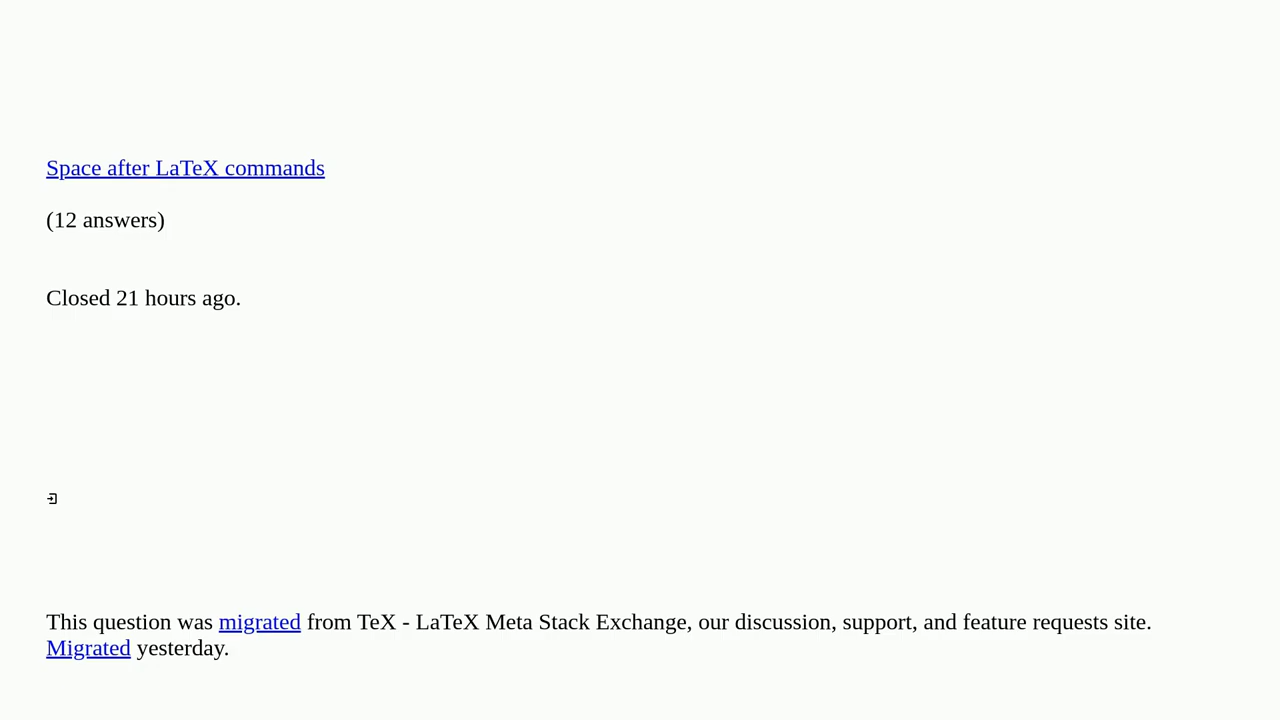 Space after LaTeX commands
(12 answers)
Closed 21 hours ago.
This question was migrated from TeX - LaTeX Meta Stack Exchange, our discussion, support, and feature requests site.
Migrated yesterday.